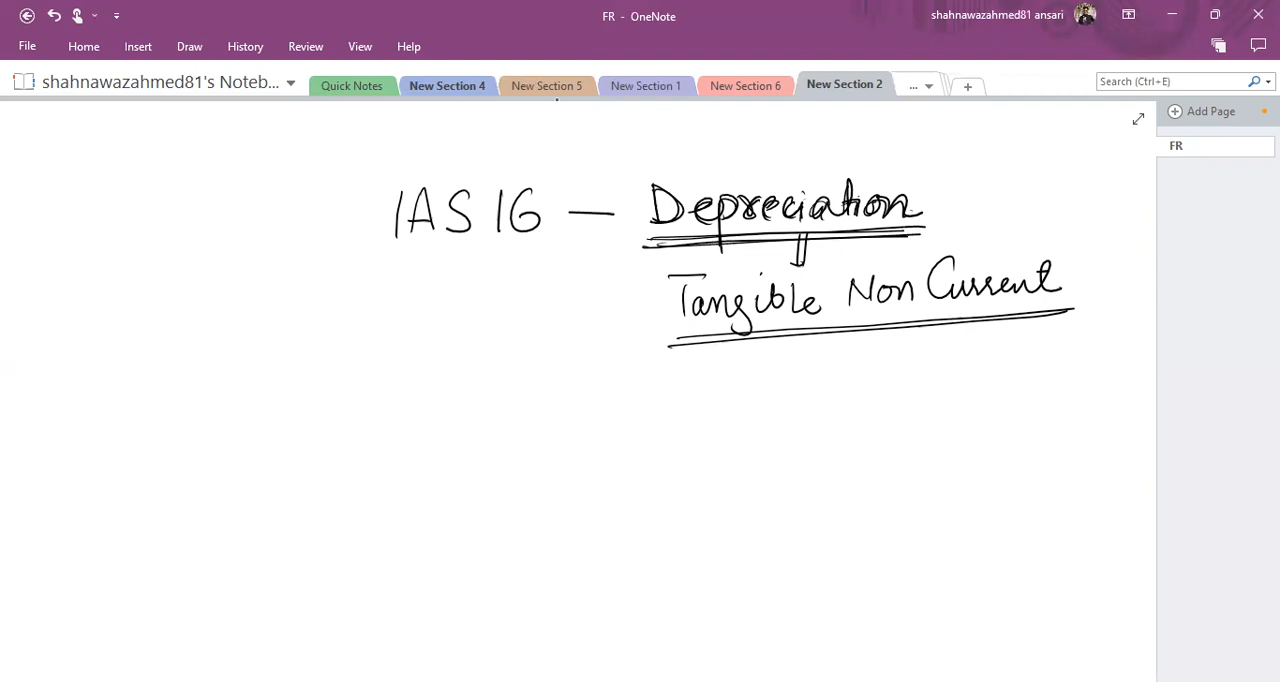 FR - OneNote
shahnawazahmed81 ansari
File Home Insert Draw History Review View Help
shahnawazahmed81's Noteb...
Quick Notes New Section 4 New Section 5 New Section 1 New Section 6 New Section 2 ...
Search (Ctrl+E)
Add Page
FR
IAS 16 — Depreciation
Tangible Non Current